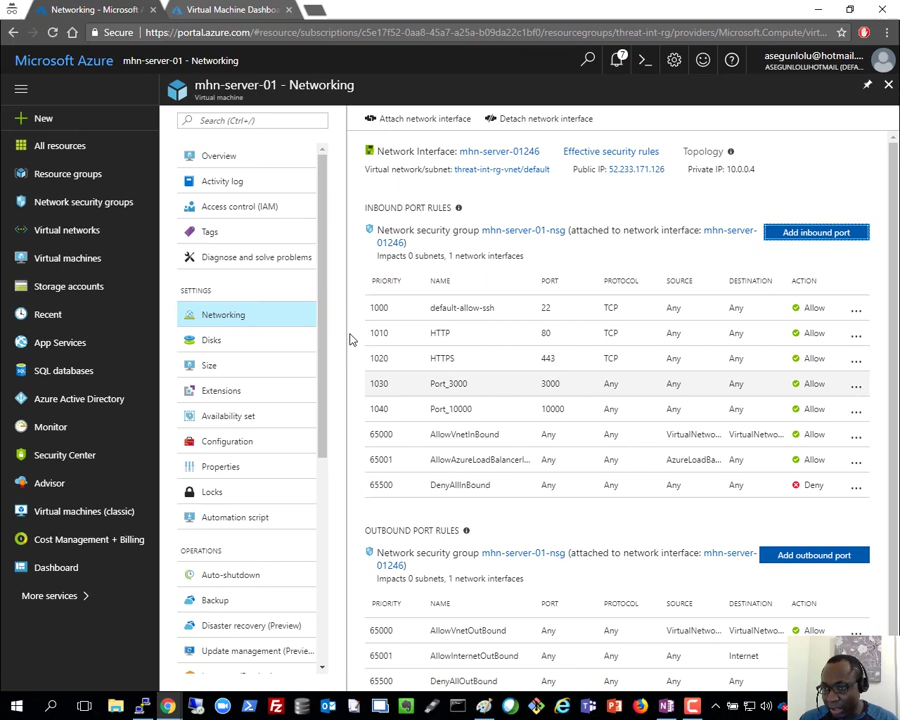 Networking - Microsoft A
Virtual Machine Dashbo
Secure
https://portal.azure.com/#resource/subscriptions/c5e17f52-0aa8-45a7-a25a-b09da22c1bf0/resourcegroups/threat-int-rg/providers/Microsoft.Compute/virt...
Microsoft Azure
mhn-server-01 - Networking
7
asegunlolu@hotmail....
ASEGUNLOLUHOTMAIL (DEFA...
mhn-server-01 - Networking
Virtual machine
New
All resources
Resource groups
Network security groups
Virtual networks
Virtual machines
Storage accounts
Recent
App Services
SQL databases
Azure Active Directory
Monitor
Security Center
Advisor
Virtual machines (classic)
Cost Management + Billing
Dashboard
More services
Search (Ctrl+/)
Overview
Activity log
Access control (IAM)
Tags
Diagnose and solve problems
SETTINGS
Networking
Disks
Size
Extensions
Availability set
Configuration
Properties
Locks
Automation script
OPERATIONS
Auto-shutdown
Backup
Disaster recovery (Preview)
Update management (Previe...
Attach network interface
Detach network interface
Network Interface: mhn-server-01246 Effective security rules Topology
Virtual network/subnet: threat-int-rg-vnet/default Public IP: 52.233.171.126 Private IP: 10.0.0.4
INBOUND PORT RULES
Network security group mhn-server-01-nsg (attached to network interface: mhn-server-
01246)
Impacts 0 subnets, 1 network interfaces
Add inbound port
PRIORITY NAME PORT PROTOCOL SOURCE DESTINATION ACTION
1000 default-allow-ssh 22 TCP Any Any Allow ...
1010 HTTP 80 TCP Any Any Allow ...
1020 HTTPS 443 TCP Any Any Allow ...
1030 Port_3000 3000 Any Any Any Allow ...
1040 Port_10000 10000 Any Any Any Allow ...
65000 AllowVnetInBound Any Any VirtualNetwo... VirtualNetwo... Allow ...
65001 AllowAzureLoadBalancerI... Any Any AzureLoadBa... Any Allow ...
65500 DenyAllInBound Any Any Any Any Deny ...
OUTBOUND PORT RULES
Network security group mhn-server-01-nsg (attached to network interface: mhn-server-
01246)
Impacts 0 subnets, 1 network interfaces
Add outbound port
PRIORITY NAME PORT PROTOCOL SOURCE DESTINATION ACTION
65000 AllowVnetOutBound Any Any VirtualNetwo... VirtualNetwo... Allow ...
65001 AllowInternetOutBound Any Any Any Internet
65500 DenyAllOutBound Any Any Any Any